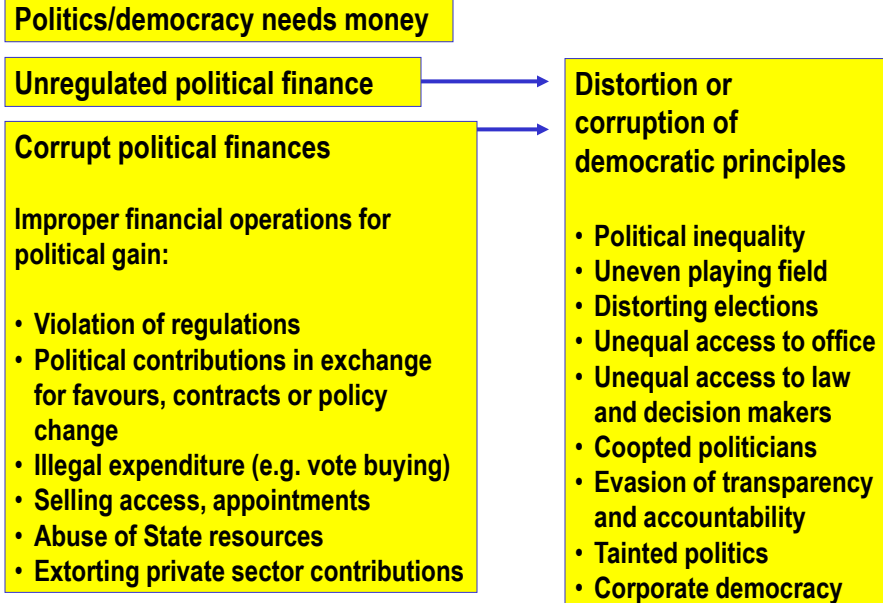 Politics/democracy needs money
Unregulated political finance
Corrupt political finances
Improper financial operations for
political gain:
• Violation of regulations
• Political contributions in exchange
for favours, contracts or policy
change
• Illegal expenditure (e.g. vote buying)
• Selling access, appointments
• Abuse of State resources
• Extorting private sector contributions
Distortion or
corruption of
democratic principles
• Political inequality
• Uneven playing field
• Distorting elections
• Unequal access to office
• Unequal access to law
and decision makers
• Coopted politicians
• Evasion of transparency
and accountability
• Tainted politics
• Corporate democracy